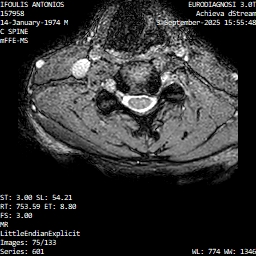 IFOULIS ANTONIOS
157958
14-January-1974 M
C SPINE
mFFE-MS
EURODIAGNOSI 3.0T
Achieva dStream
September-2025 15:55:48
ST: 3.00 SL: 54.21
RT: 753.59 ET: 8.80
FS: 3.00
MR
LittleEndianExplicit
Images: 75/133
Series: 601
WL: 774 WW: 1346